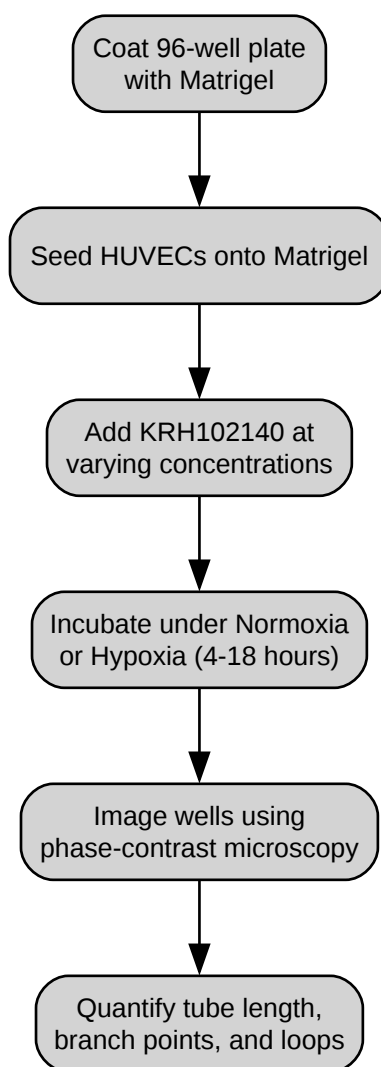 Coat 96-well plate
with Matrigel
Seed HUVECs onto Matrigel
Add KRH102140 at
varying concentrations
Incubate under Normoxia
or Hypoxia (4-18 hours)
Image wells using
phase-contrast microscopy
Quantify tube length,
branch points, and loops